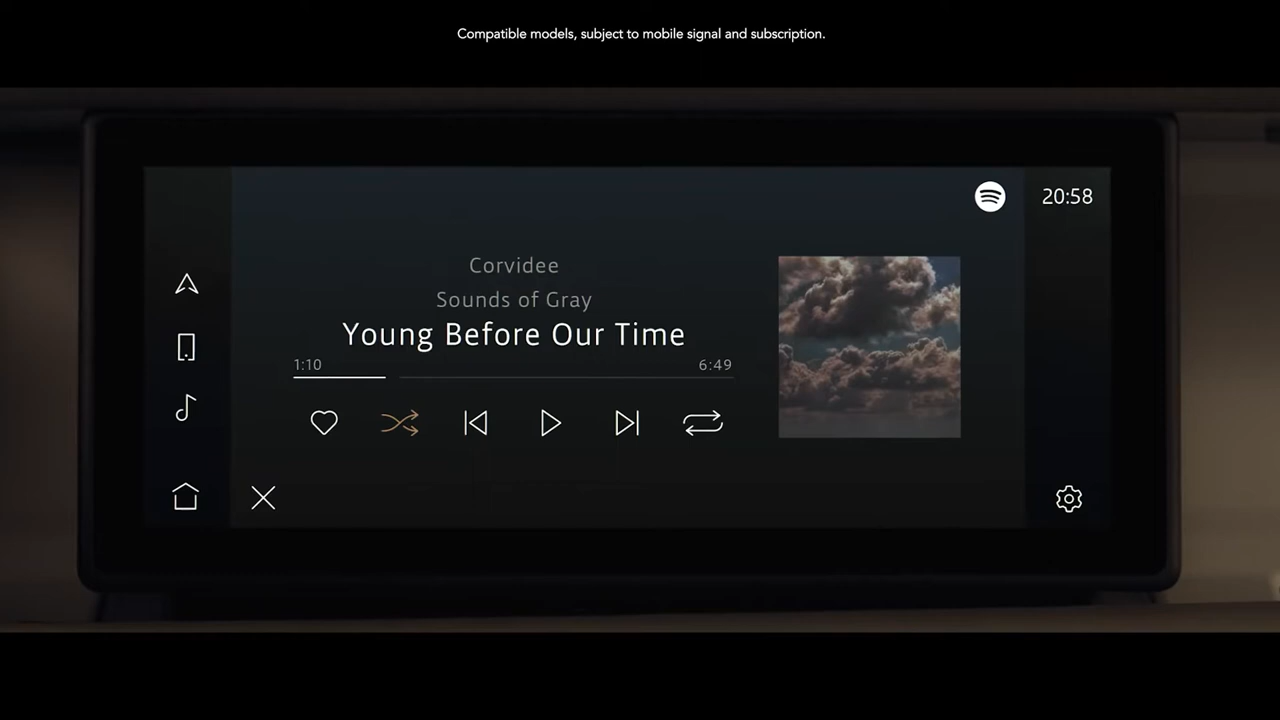 Compatible models, subject to mobile signal and subscription.
20:58
Corvidee
Sounds of Gray
Young Before Our Time
1:10
6:49